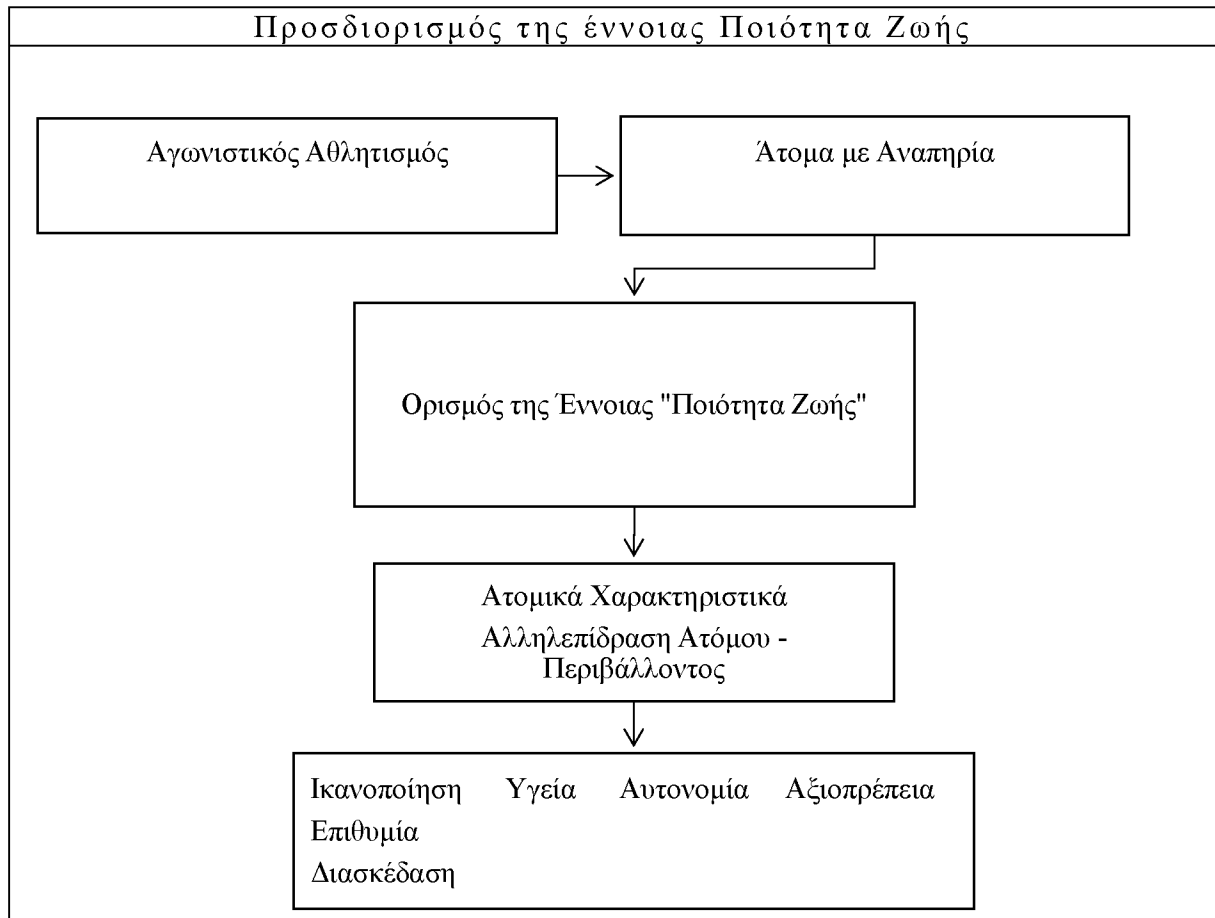 Προσδιορισμός της έννοιας Ποιότητα Ζωής
Αγωνιστικός Αθλητισμός
Άτομα με Αναπηρία
Ορισμός της Έννοιας "Ποιότητα Ζωής"
Ατομικά Χαρακτηριστικά
Αλληλεπίδραση Ατόμου -
Περιβάλλοντος
Ικανοποίηση Υγεία Αυτονομία Αξιοπρέπεια
Επιθυμία
Διασκέδαση